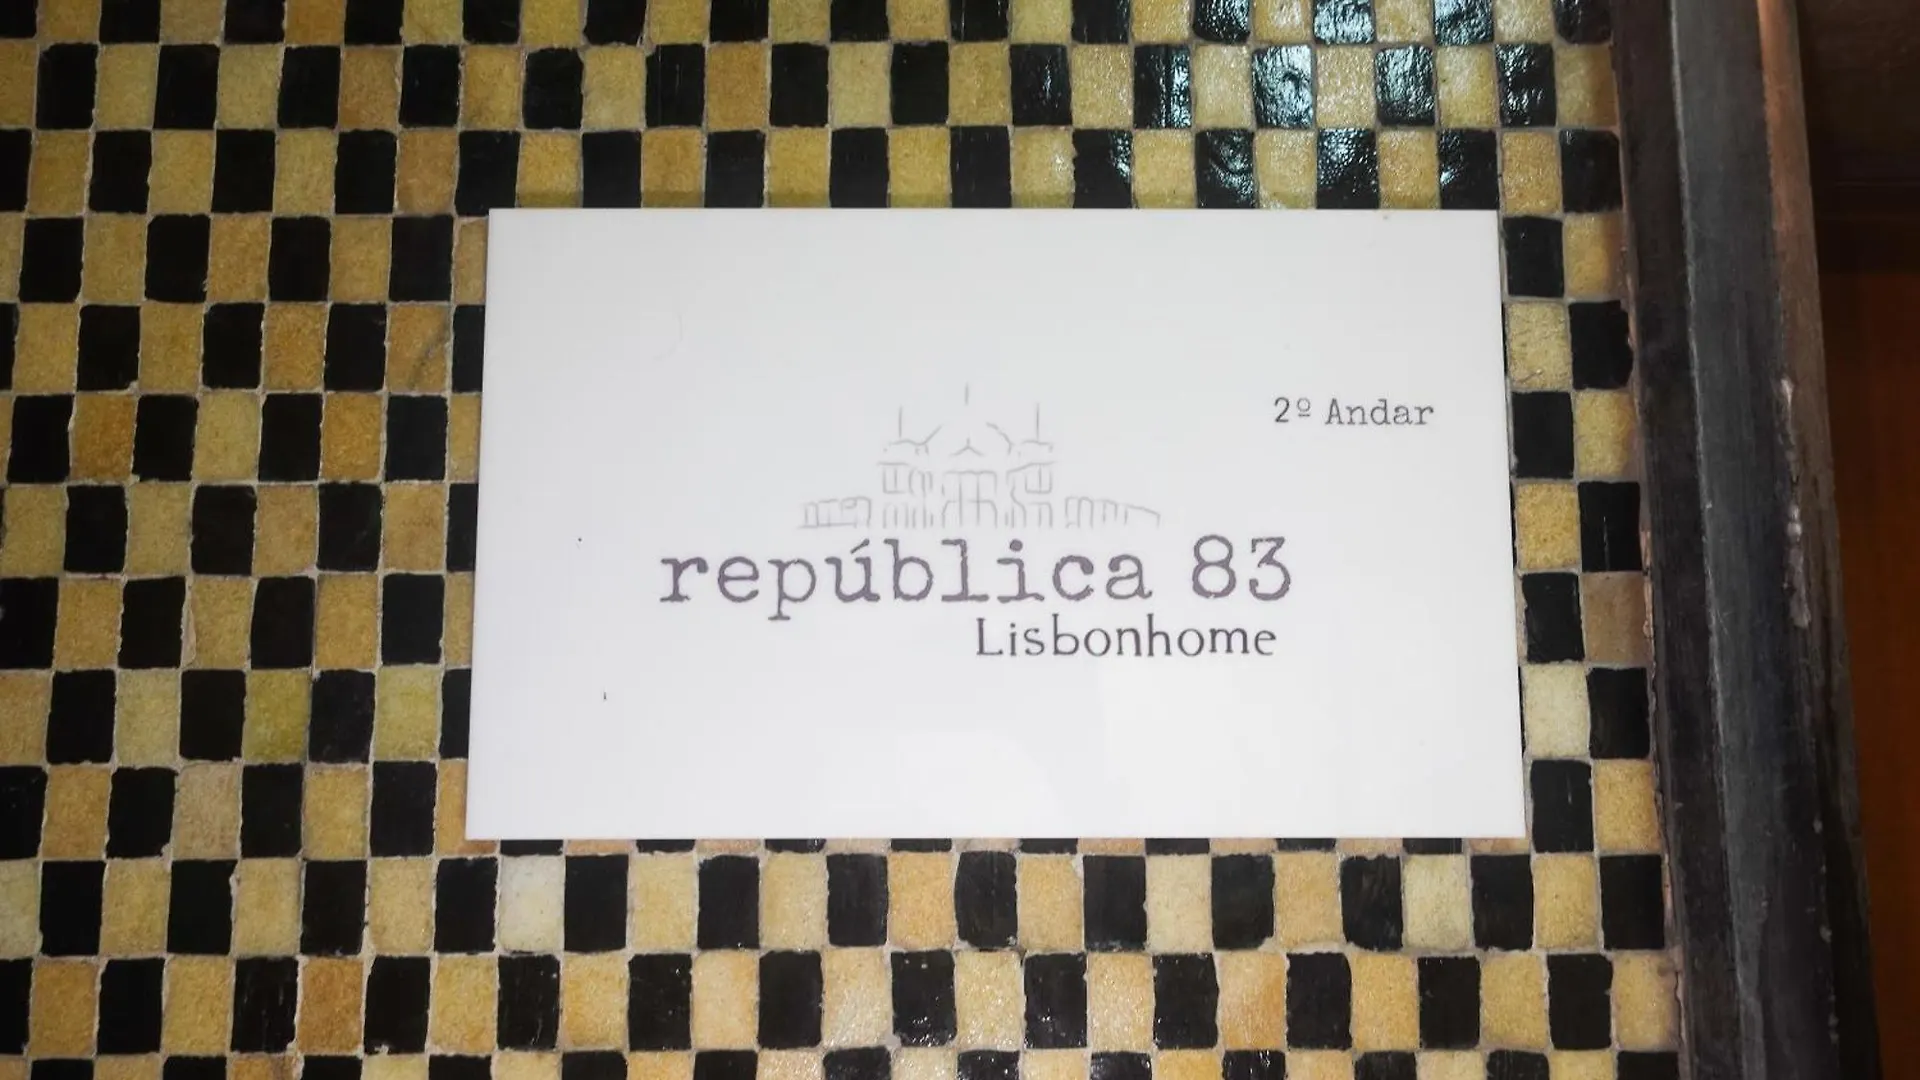 2º Andar
república 83
Lisbonhome